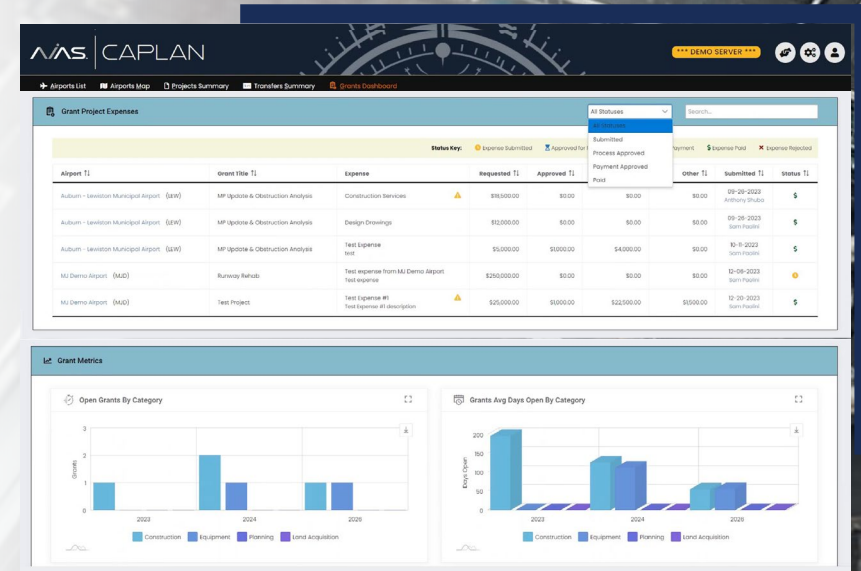 NAS. CAPLAN
*** DEMO SERVER ***
Airports List Airports Map Projects Summary Transfers Summary Grants Dashboard
Grant Project Expenses All Statuses Search...
All Statuses
Submitted
Process Approved
Payment Approved
Paid
Status Key: Expense Submitted Approved for Payment Expense Paid Expense Rejected
Airport Grant Title Expense Requested Approved Other Submitted Status
Auburn - Lewiston Municipal Airport (LEW) MP Update & Obstruction Analysis Construction Services $18,500.00 $0.00 $0.00 $0.00 09-26-2023 $
Anthony Shuba
Auburn - Lewiston Municipal Airport (LEW) MP Update & Obstruction Analysis Design Drawings $12,000.00 $0.00 $0.00 $0.00 09-26-2023 $
Sam Paolini
Auburn - Lewiston Municipal Airport (LEW) MP Update & Obstruction Analysis Test Expense $5,000.00 $1,000.00 $4,000.00 $0.00 10-11-2023 $
test Sam Paolini
MJ Demo Airport (MJD) Runway Rehab Test expense from MJ Demo Airport $250,000.00 $0.00 $0.00 $0.00 12-08-2023
Test expense Sam Paolini
MJ Demo Airport (MJD) Test Project Test Expense #1 $25,000.00 $1,000.00 $22,500.00 $1,500.00 12-20-2023 $
Test Expense #1 description Sam Paolini
Grant Metrics
Open Grants By Category
3
2
1
0
Grants
2023 2024 2026
Construction Equipment Planning Land Acquisition
Grants Avg Days Open By Category
200
150
100
50
0
Days Open
2023 2024 2026
Construction Equipment Planning Land Acquisition